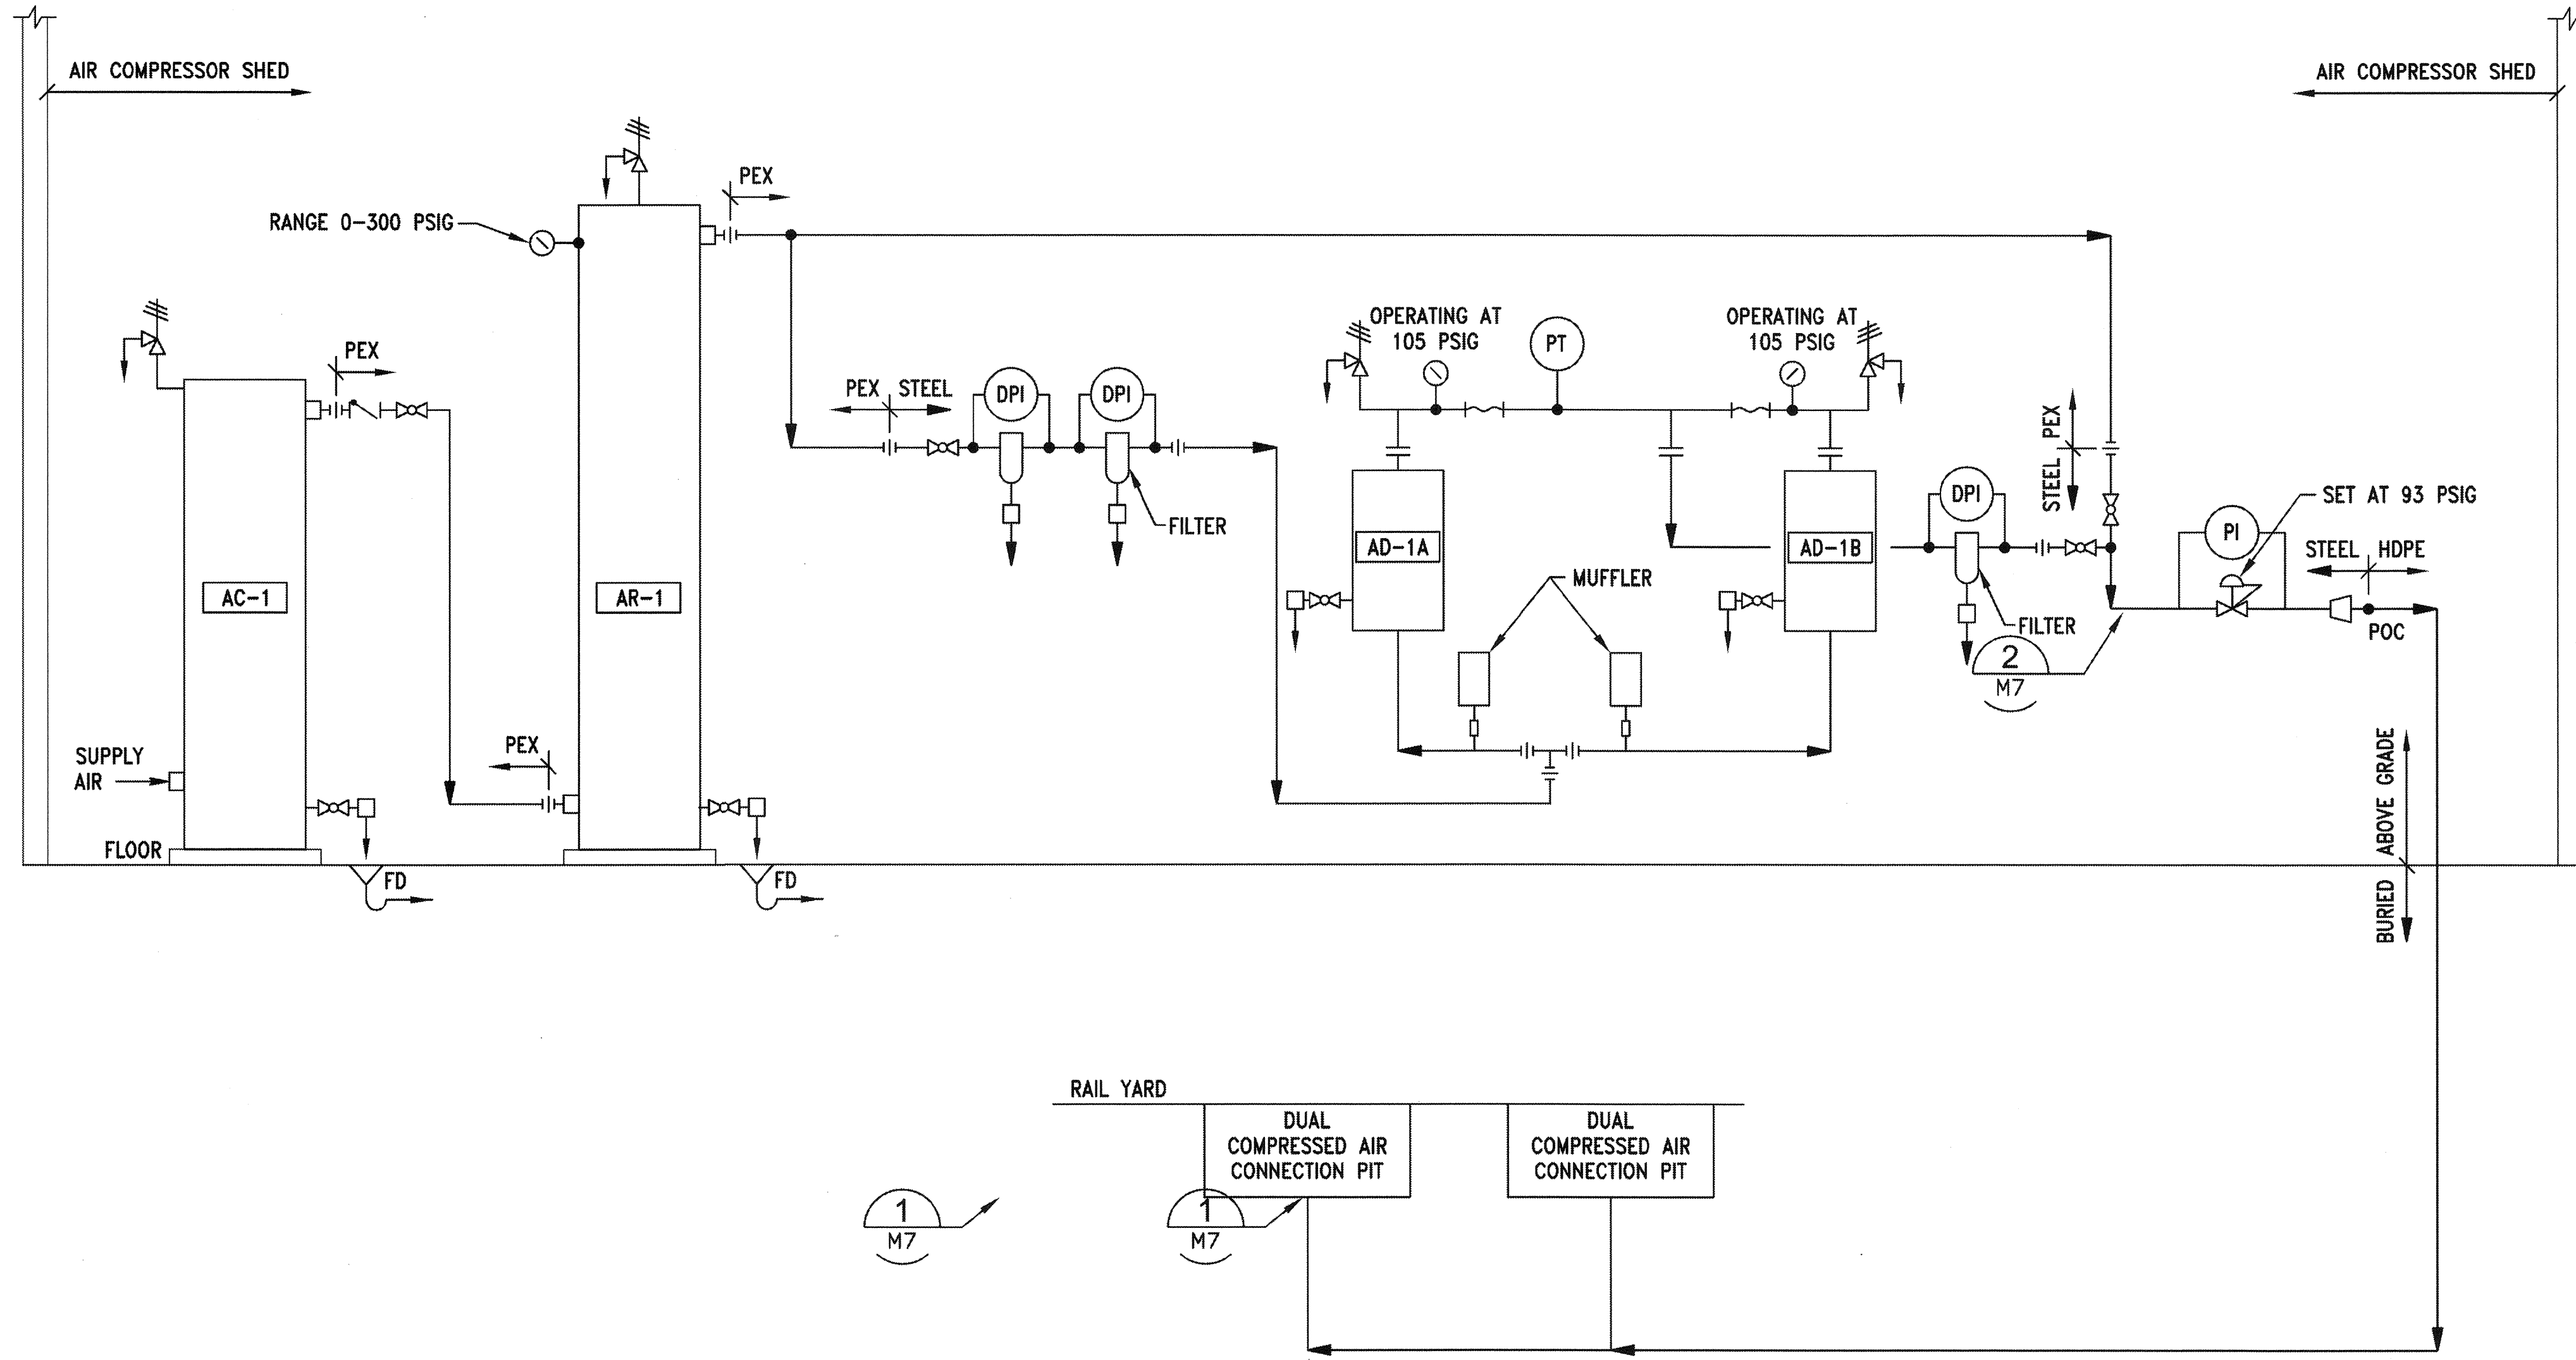 AIR COMPRESSOR SHED
AIR COMPRESSOR SHED
PEX
RANGE 0-300 PSIG
OPERATING AT
105 PSIG
PT
OPERATING AT
105 PSIG
PEX
PEX
STEEL
DPI
DPI
FILTER
STEEL
PEX
DPI
SET AT 93 PSIG
PI
STEEL
HDPE
POC
AD-1A
AD-1B
FILTER
2
M7
MUFFLER
AC-1
AR-1
SUPPLY
AIR
PEX
FLOOR
FD
FD
ABOVE GRADE
BURIED
RAIL YARD
DUAL
COMPRESSED AIR
CONNECTION PIT
DUAL
COMPRESSED AIR
CONNECTION PIT
1
M7
1
M7